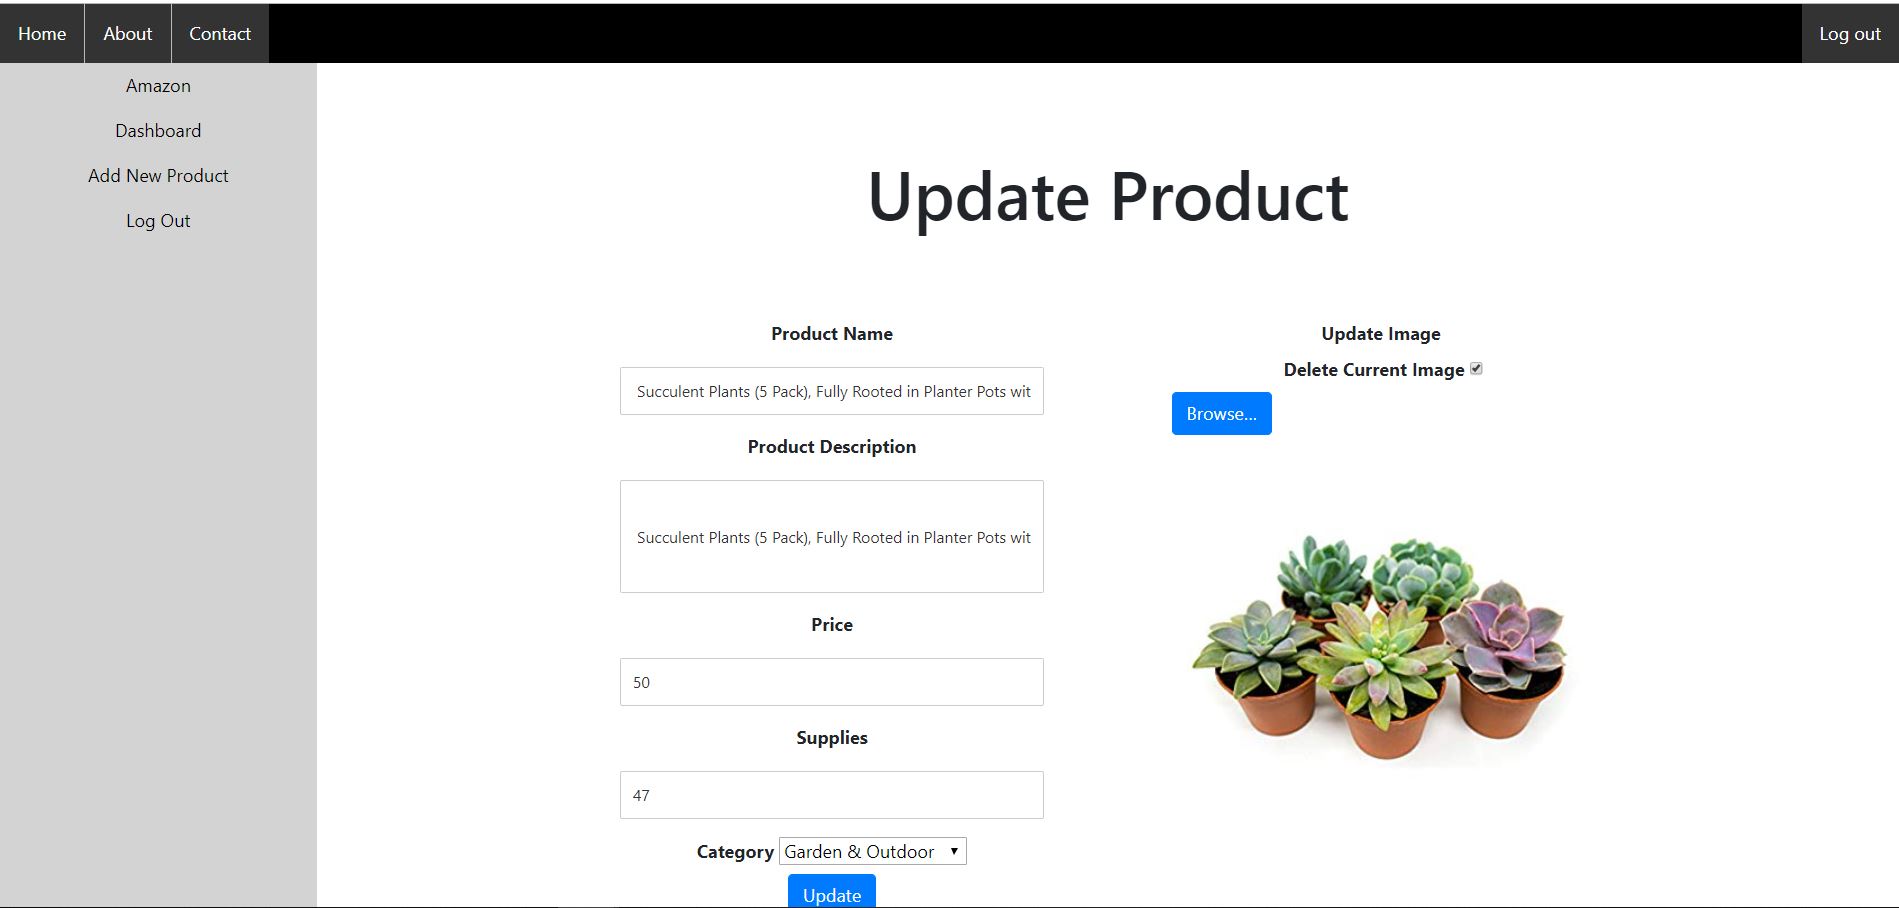 Home About Contact Log out
Amazon
Dashboard
Add New Product
Log Out
Update Product
Product Name
Succulent Plants (5 Pack), Fully Rooted in Planter Pots wit
Product Description
Succulent Plants (5 Pack), Fully Rooted in Planter Pots wit
Price
50
Supplies
47
Category Garden & Outdoor
Update
Update Image
Delete Current Image
Browse...